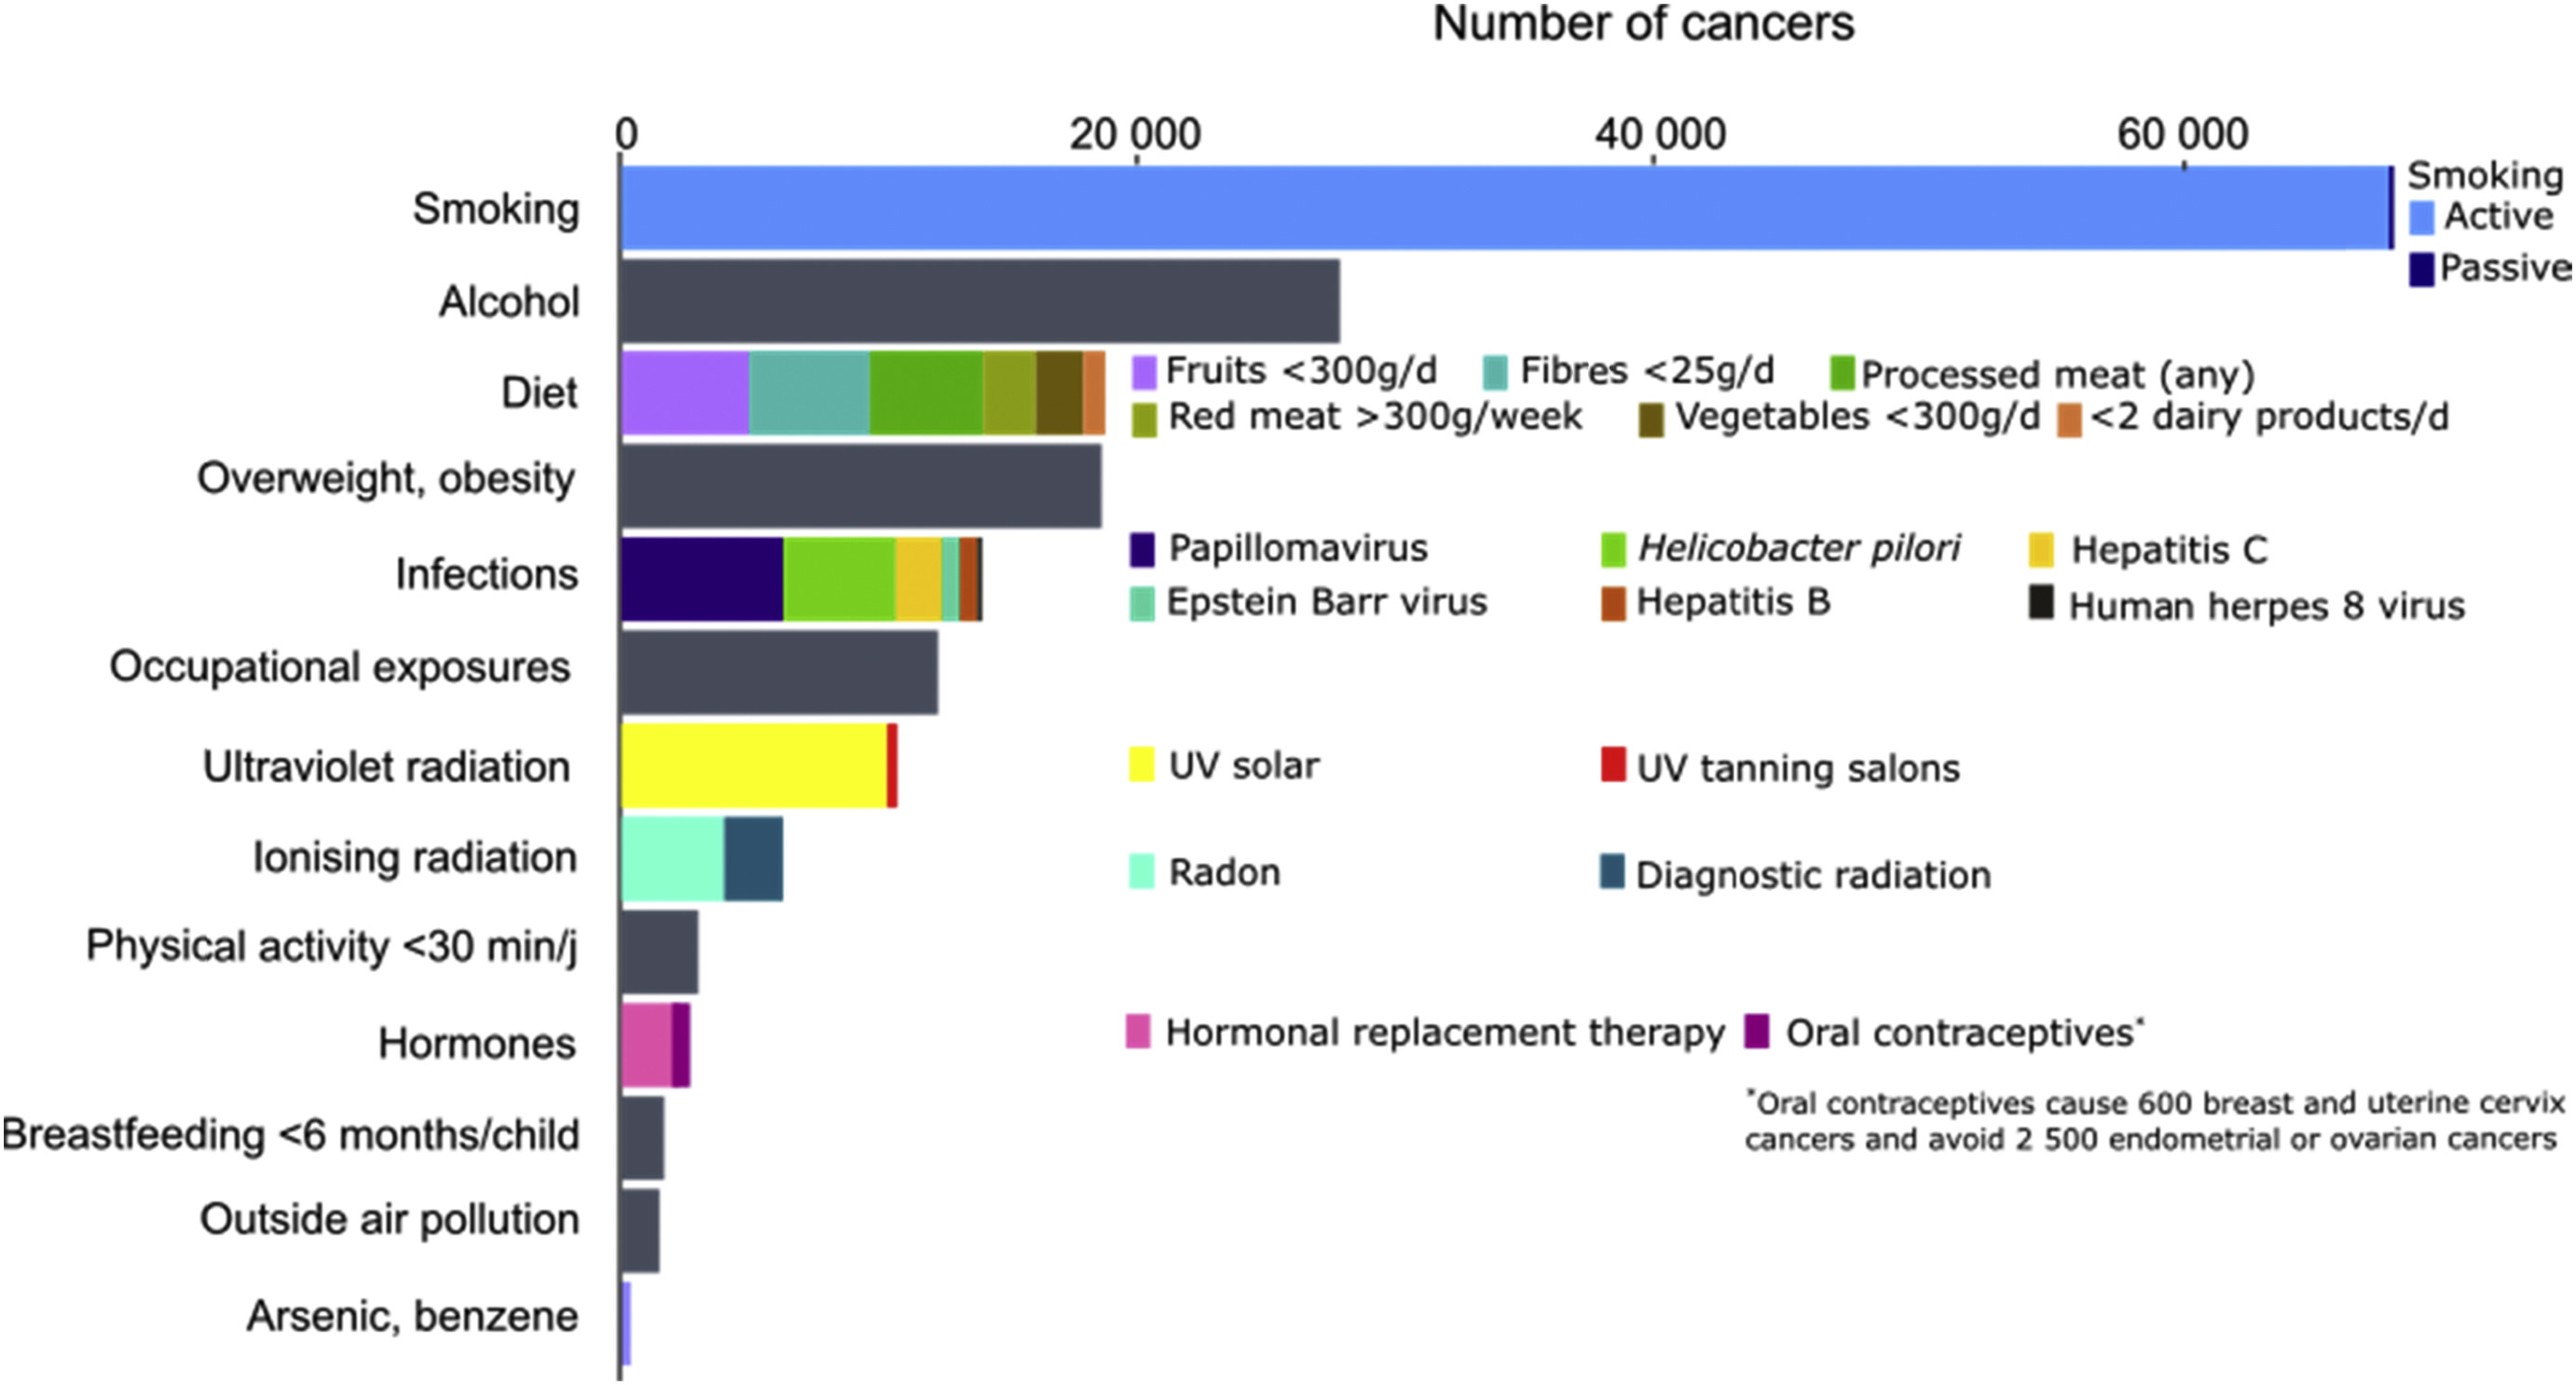 Number of cancers
0 20 000 40 000 60 000
Smoking
Smoking
Active
Passive
Alcohol
Diet
Fruits <300g/d Fibres <25g/d Processed meat (any)
Red meat >300g/week Vegetables <300g/d <2 dairy products/d
Overweight, obesity
Infections
Papillomavirus Helicobacter pilori Hepatitis C
Epstein Barr virus Hepatitis B Human herpes 8 virus
Occupational exposures
Ultraviolet radiation
UV solar UV tanning salons
Ionising radiation
Radon Diagnostic radiation
Physical activity <30 min/j
Hormones
Hormonal replacement therapy Oral contraceptives*
*Oral contraceptives cause 600 breast and uterine cervix
cancers and avoid 2 500 endometrial or ovarian cancers
Breastfeeding <6 months/child
Outside air pollution
Arsenic, benzene